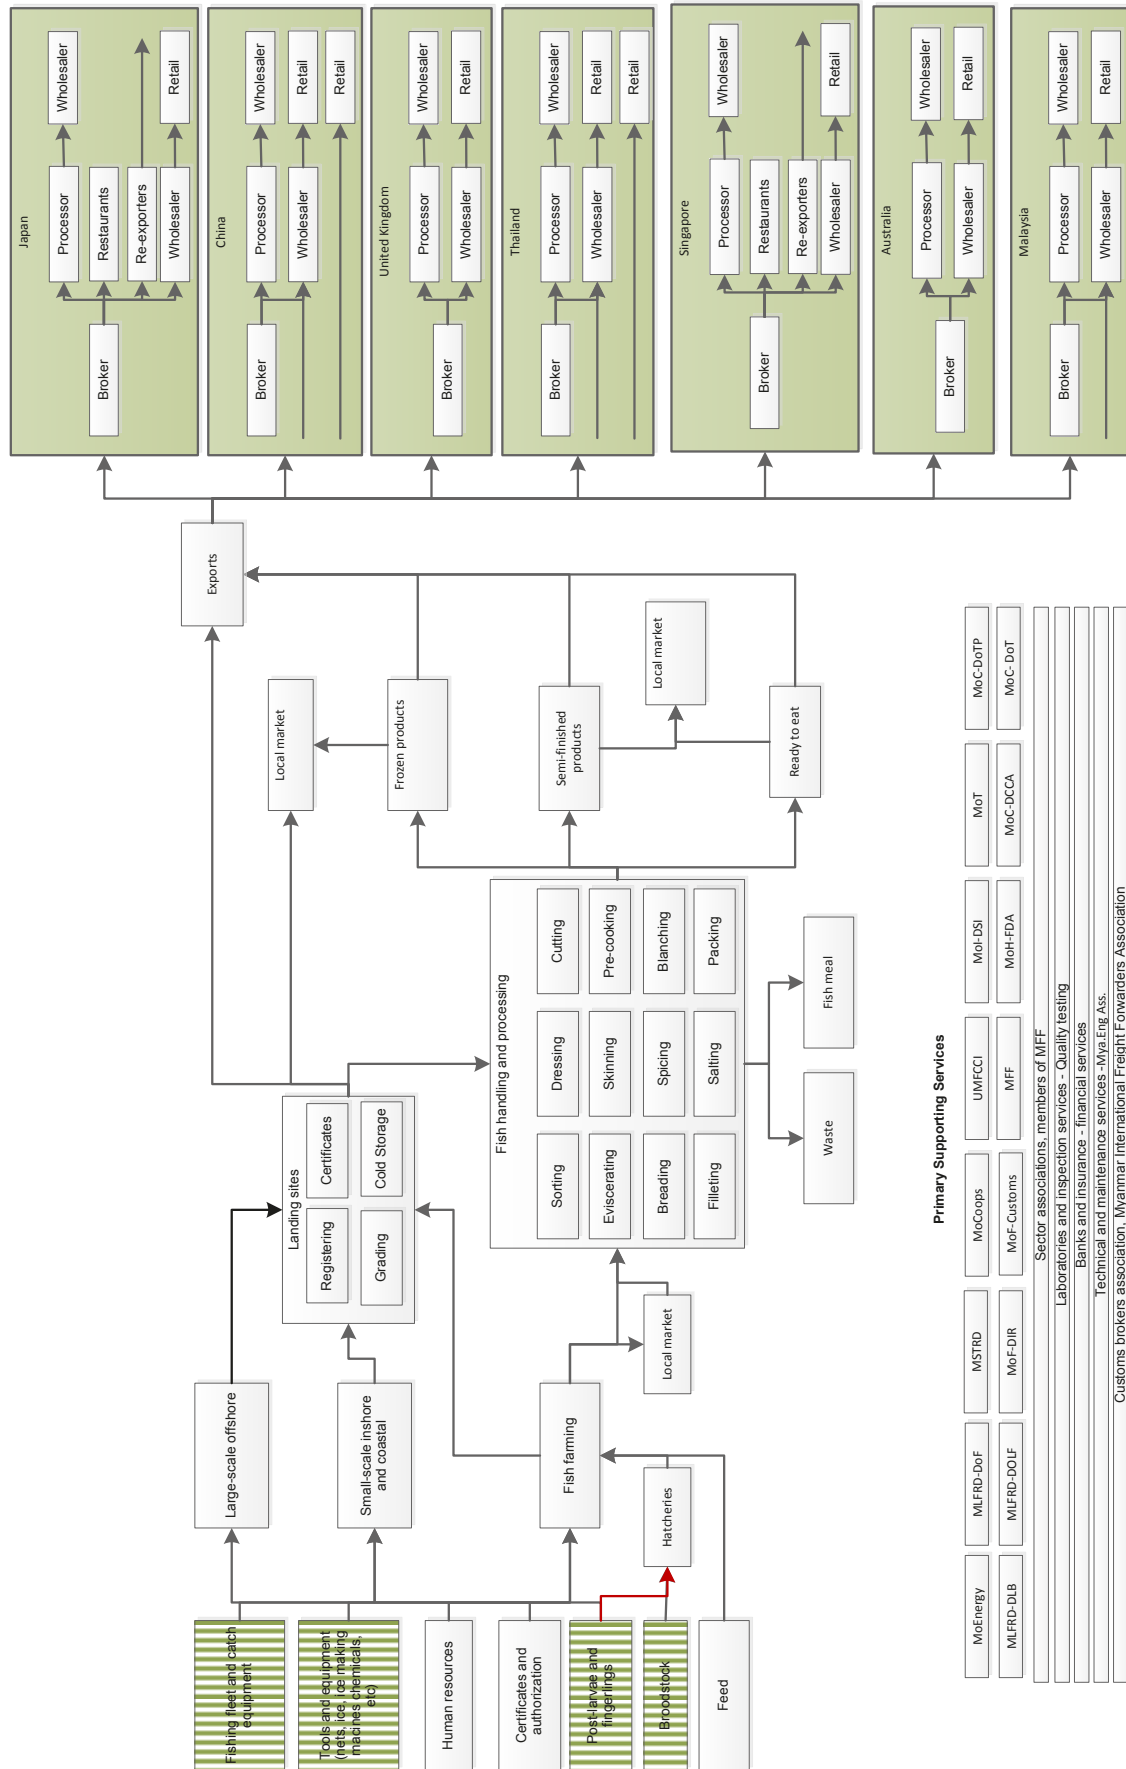 Fishing fleet and catch
equipment
Tools and equipment
(nets, ice, ice making
macines chemicals,
etc)
Human resources
Certificates and
authorization
Post-larvae and
fingerlings
Broodstock
Feed
Large-scale offshore
Small-scale inshore
and coastal
Fish farming
Hatcheries
Local market
Landing sites
Registering
Certificates
Grading
Cold Storage
Fish handling and processing
Sorting
Dressing
Cutting
Eviscerating
Skinning
Pre-cooking
Breading
Spicing
Blanching
Filleting
Salting
Packing
Waste
Fish meal
Local market
Frozen products
Semi-finished
products
Local market
Ready to eat
Exports
Japan
Broker
Processor
Wholesaler
Restaurants
Re-exporters
Wholesaler
Retail
China
Broker
Processor
Wholesaler
Wholesaler
Retail
Retail
United Kingdom
Broker
Processor
Wholesaler
Wholesaler
Retail
Thailand
Broker
Processor
Wholesaler
Wholesaler
Retail
Retail
Singapore
Broker
Processor
Wholesaler
Restaurants
Re-exporters
Wholesaler
Retail
Australia
Broker
Processor
Wholesaler
Wholesaler
Retail
Malaysia
Broker
Processor
Wholesaler
Wholesaler
Retail
Primary Supporting Services
MoEnergy
MLFRD-DoF
MSTRD
MoCoops
UMFCCI
MoI-DSI
MoT
MoC-DoTP
MLFRD-DLB
MLFRD-DOLF
MoF-DIR
MoF-Customs
MFF
MoH-FDA
MoC-DCCA
MoC- DoT
Sector associations, members of MFF
Laboratories and inspection services - Quality testing
Banks and insurance - financial services
Technical and maintenance services -Mya.Eng Ass.
Customs brokers association, Myanmar International Freight Forwarders Association